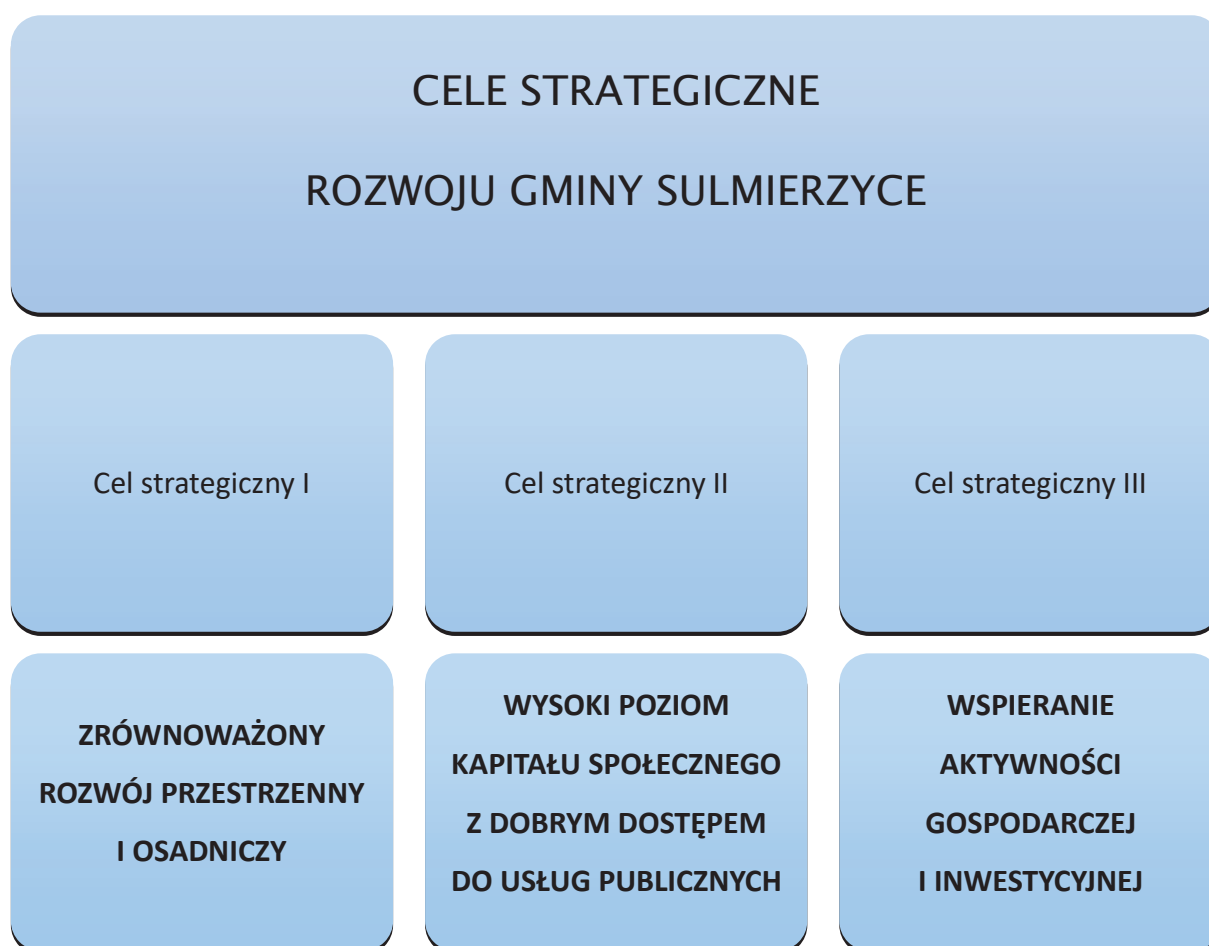 CELE STRATEGICZNE
ROZWOJU GMINY SULMIERZYCE
Cel strategiczny I
Cel strategiczny II
Cel strategiczny III
ZRÓWNOWAŻONY
ROZWÓJ PRZESTRZENNY
I OSADNICZY
WYSOKI POZIOM
KAPITAŁU SPOŁECZNEGO
Z DOBRYM DOSTĘPEM
DO USŁUG PUBLICZNYCH
WSPIERANIE
AKTYWNOŚCI
GOSPODARCZEJ
I INWESTYCYJNEJ